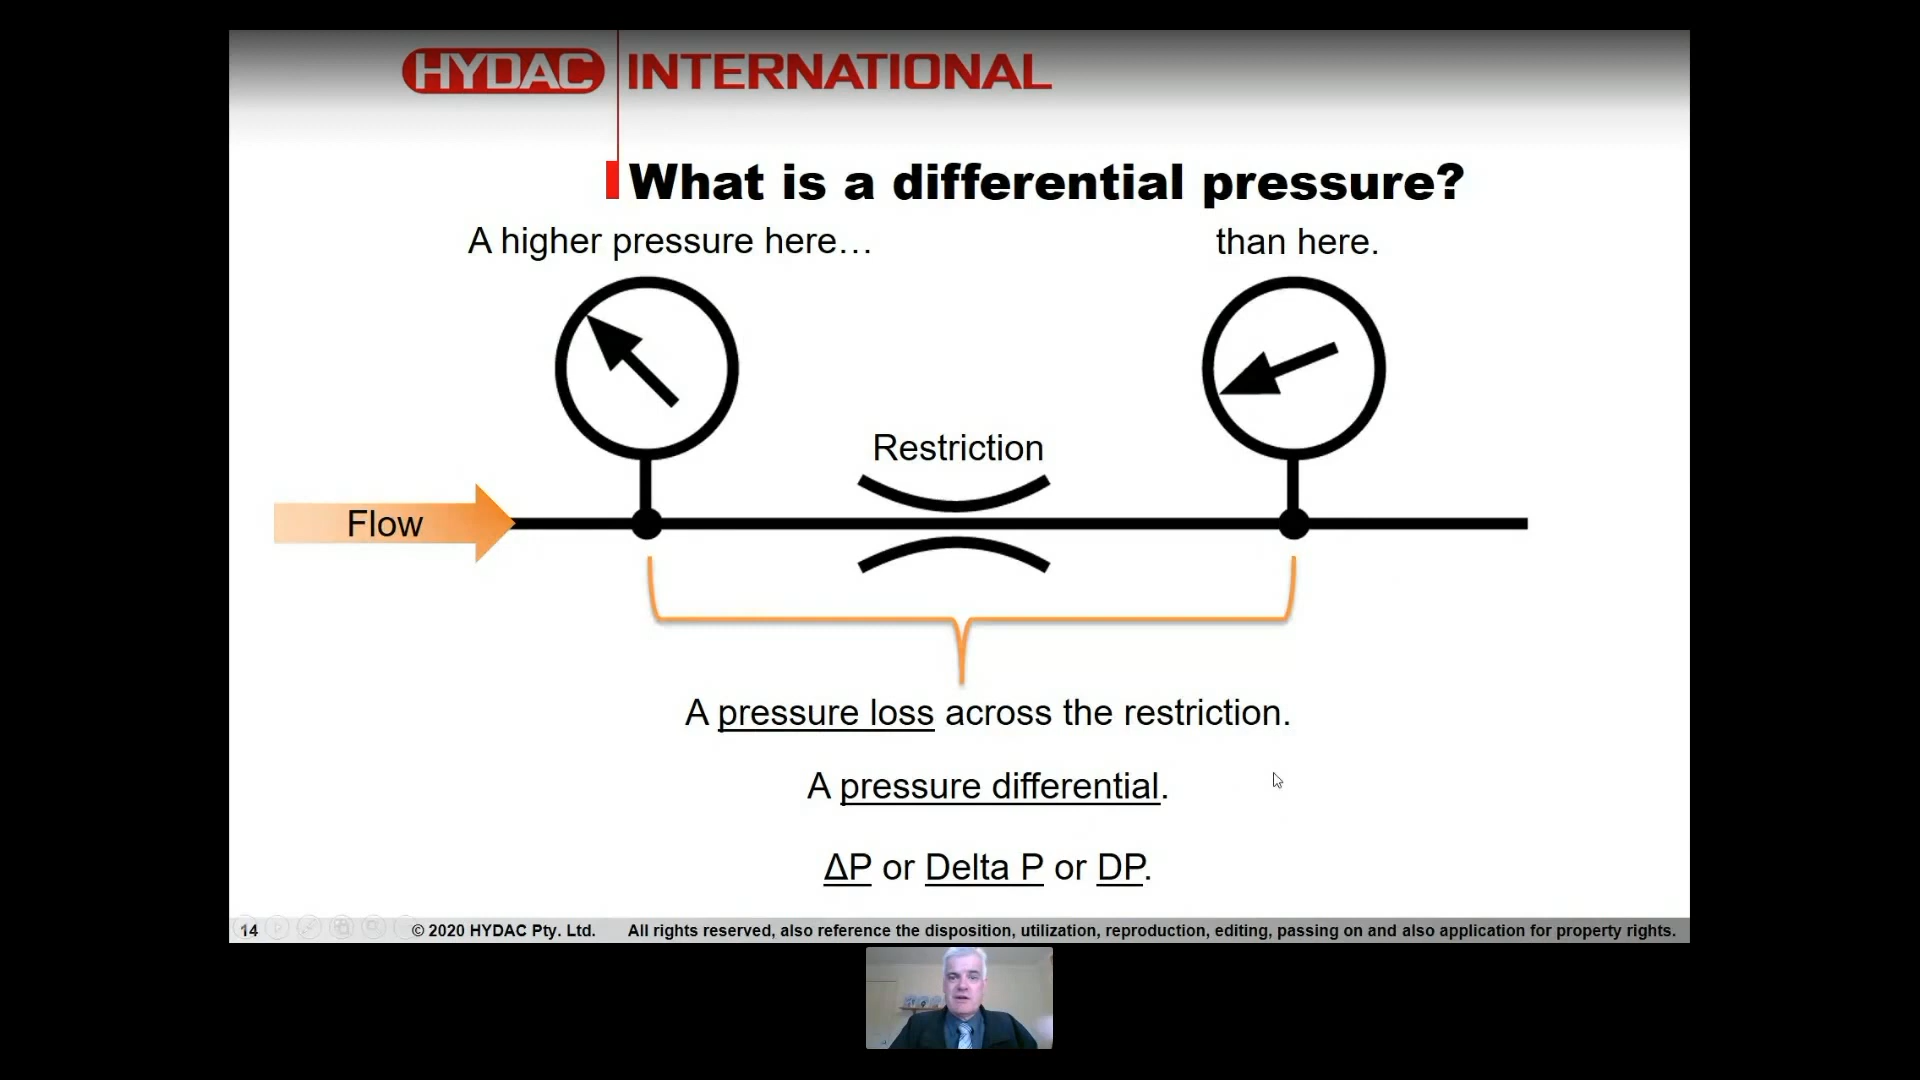 HYDAC INTERNATIONAL
What is a differential pressure?
A higher pressure here…
than here.
Restriction
Flow
A pressure loss across the restriction.
A pressure differential.
ΔP or Delta P or DP.
14 © 2020 HYDAC Pty. Ltd. All rights reserved, also reference the disposition, utilization, reproduction, editing, passing on and also application for property rights.